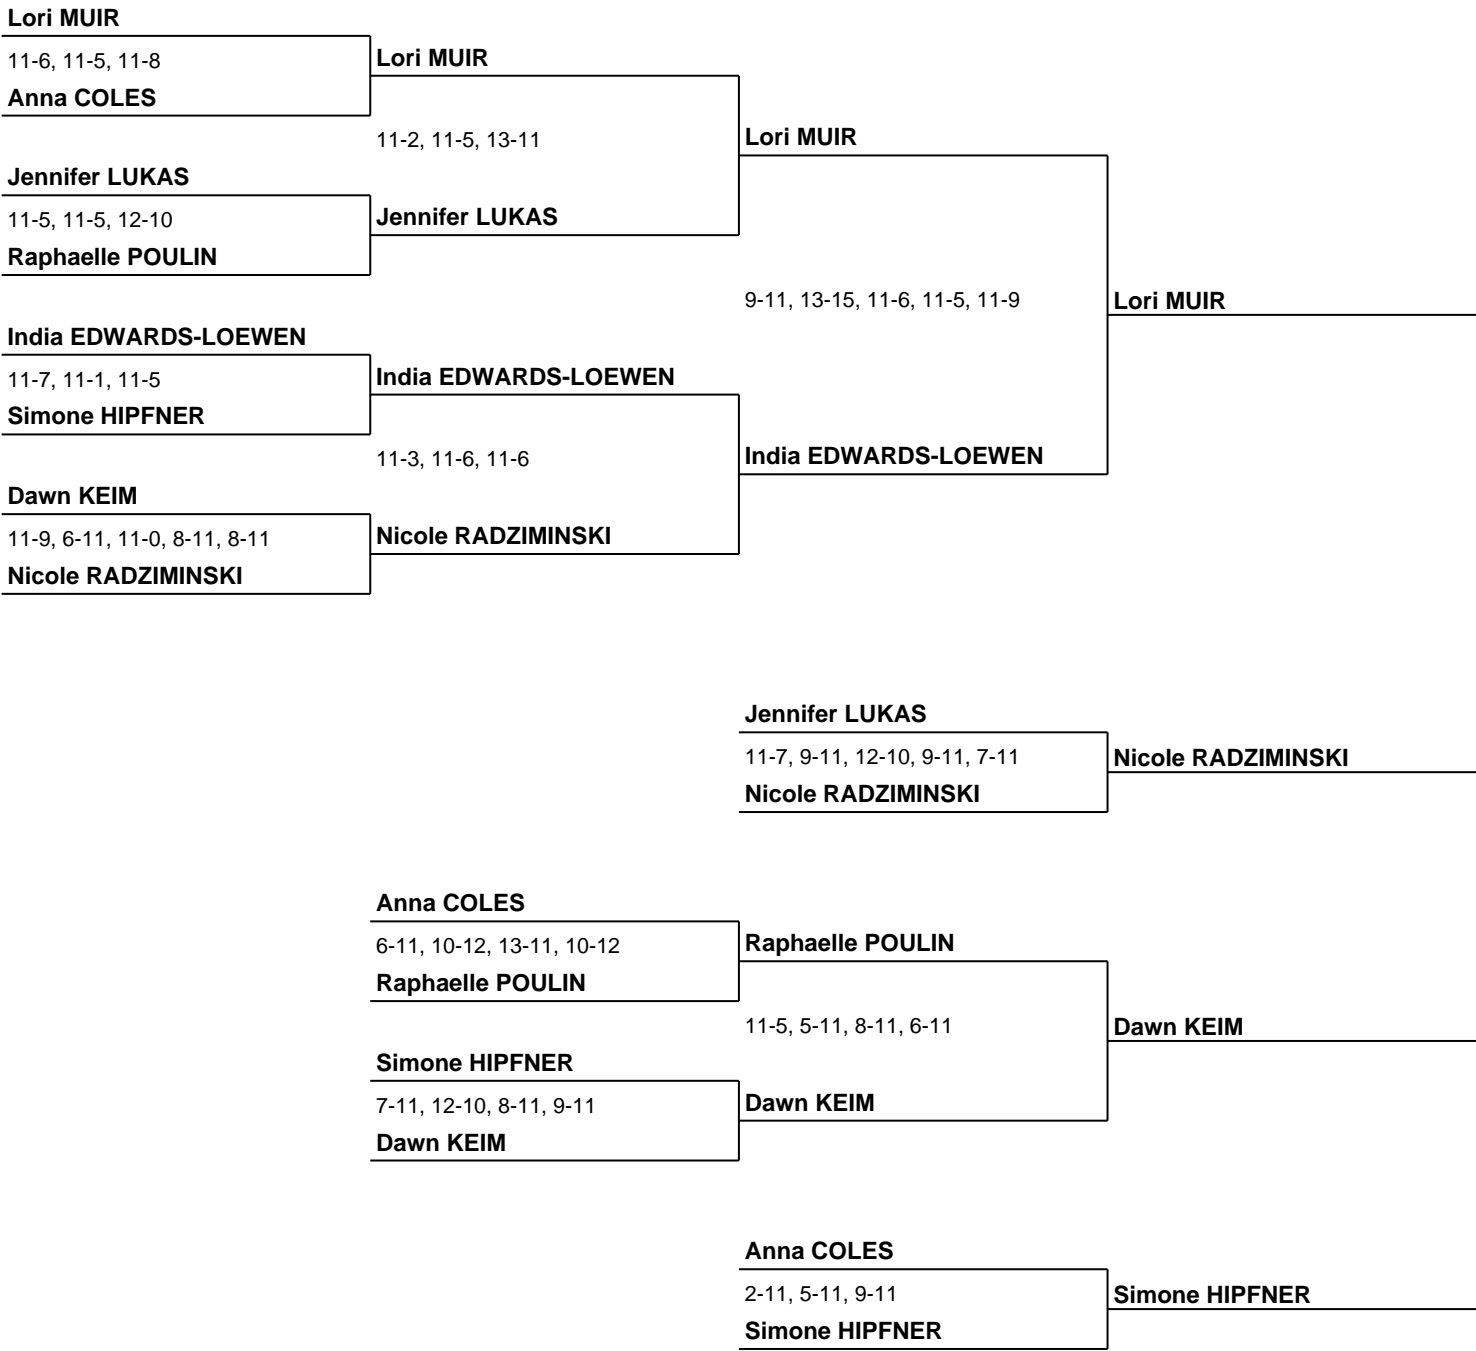 Lori MUIR
11-6, 11-5, 11-8
Anna COLES
Lori MUIR
11-2, 11-5, 13-11
Lori MUIR
Jennifer LUKAS
11-5, 11-5, 12-10
Raphaelle POULIN
Jennifer LUKAS
9-11, 13-15, 11-6, 11-5, 11-9
Lori MUIR
India EDWARDS-LOEWEN
11-7, 11-1, 11-5
Simone HIPFNER
India EDWARDS-LOEWEN
11-3, 11-6, 11-6
India EDWARDS-LOEWEN
Dawn KEIM
11-9, 6-11, 11-0, 8-11, 8-11
Nicole RADZIMINSKI
Nicole RADZIMINSKI
Jennifer LUKAS
11-7, 9-11, 12-10, 9-11, 7-11
Nicole RADZIMINSKI
Nicole RADZIMINSKI
Anna COLES
6-11, 10-12, 13-11, 10-12
Raphaelle POULIN
Raphaelle POULIN
11-5, 5-11, 8-11, 6-11
Dawn KEIM
Simone HIPFNER
7-11, 12-10, 8-11, 9-11
Dawn KEIM
Dawn KEIM
Anna COLES
2-11, 5-11, 9-11
Simone HIPFNER
Simone HIPFNER